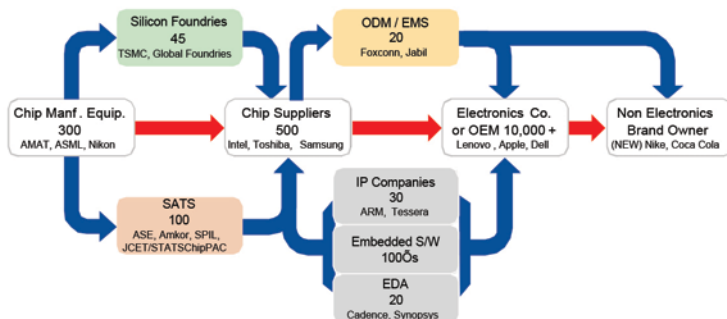 Silicon Foundries
45
TSMC, Global Foundries
ODM / EMS
20
Foxconn, Jabil
Chip Manf . Equip.
300
AMAT, ASML, Nikon
Chip Suppliers
500
Intel, Toshiba, Samsung
Electronics Co.
or OEM 10,000 +
Lenovo , Apple, Dell
Non Electronics
Brand Owner
(NEW) Nike, Coca Cola
SATS
100
ASE, Amkor, SPIL,
JCET/STATSChipPAC
IP Companies
30
ARM, Tessera
Embedded S/W
100Õs
EDA
20
Cadence, Synopsys